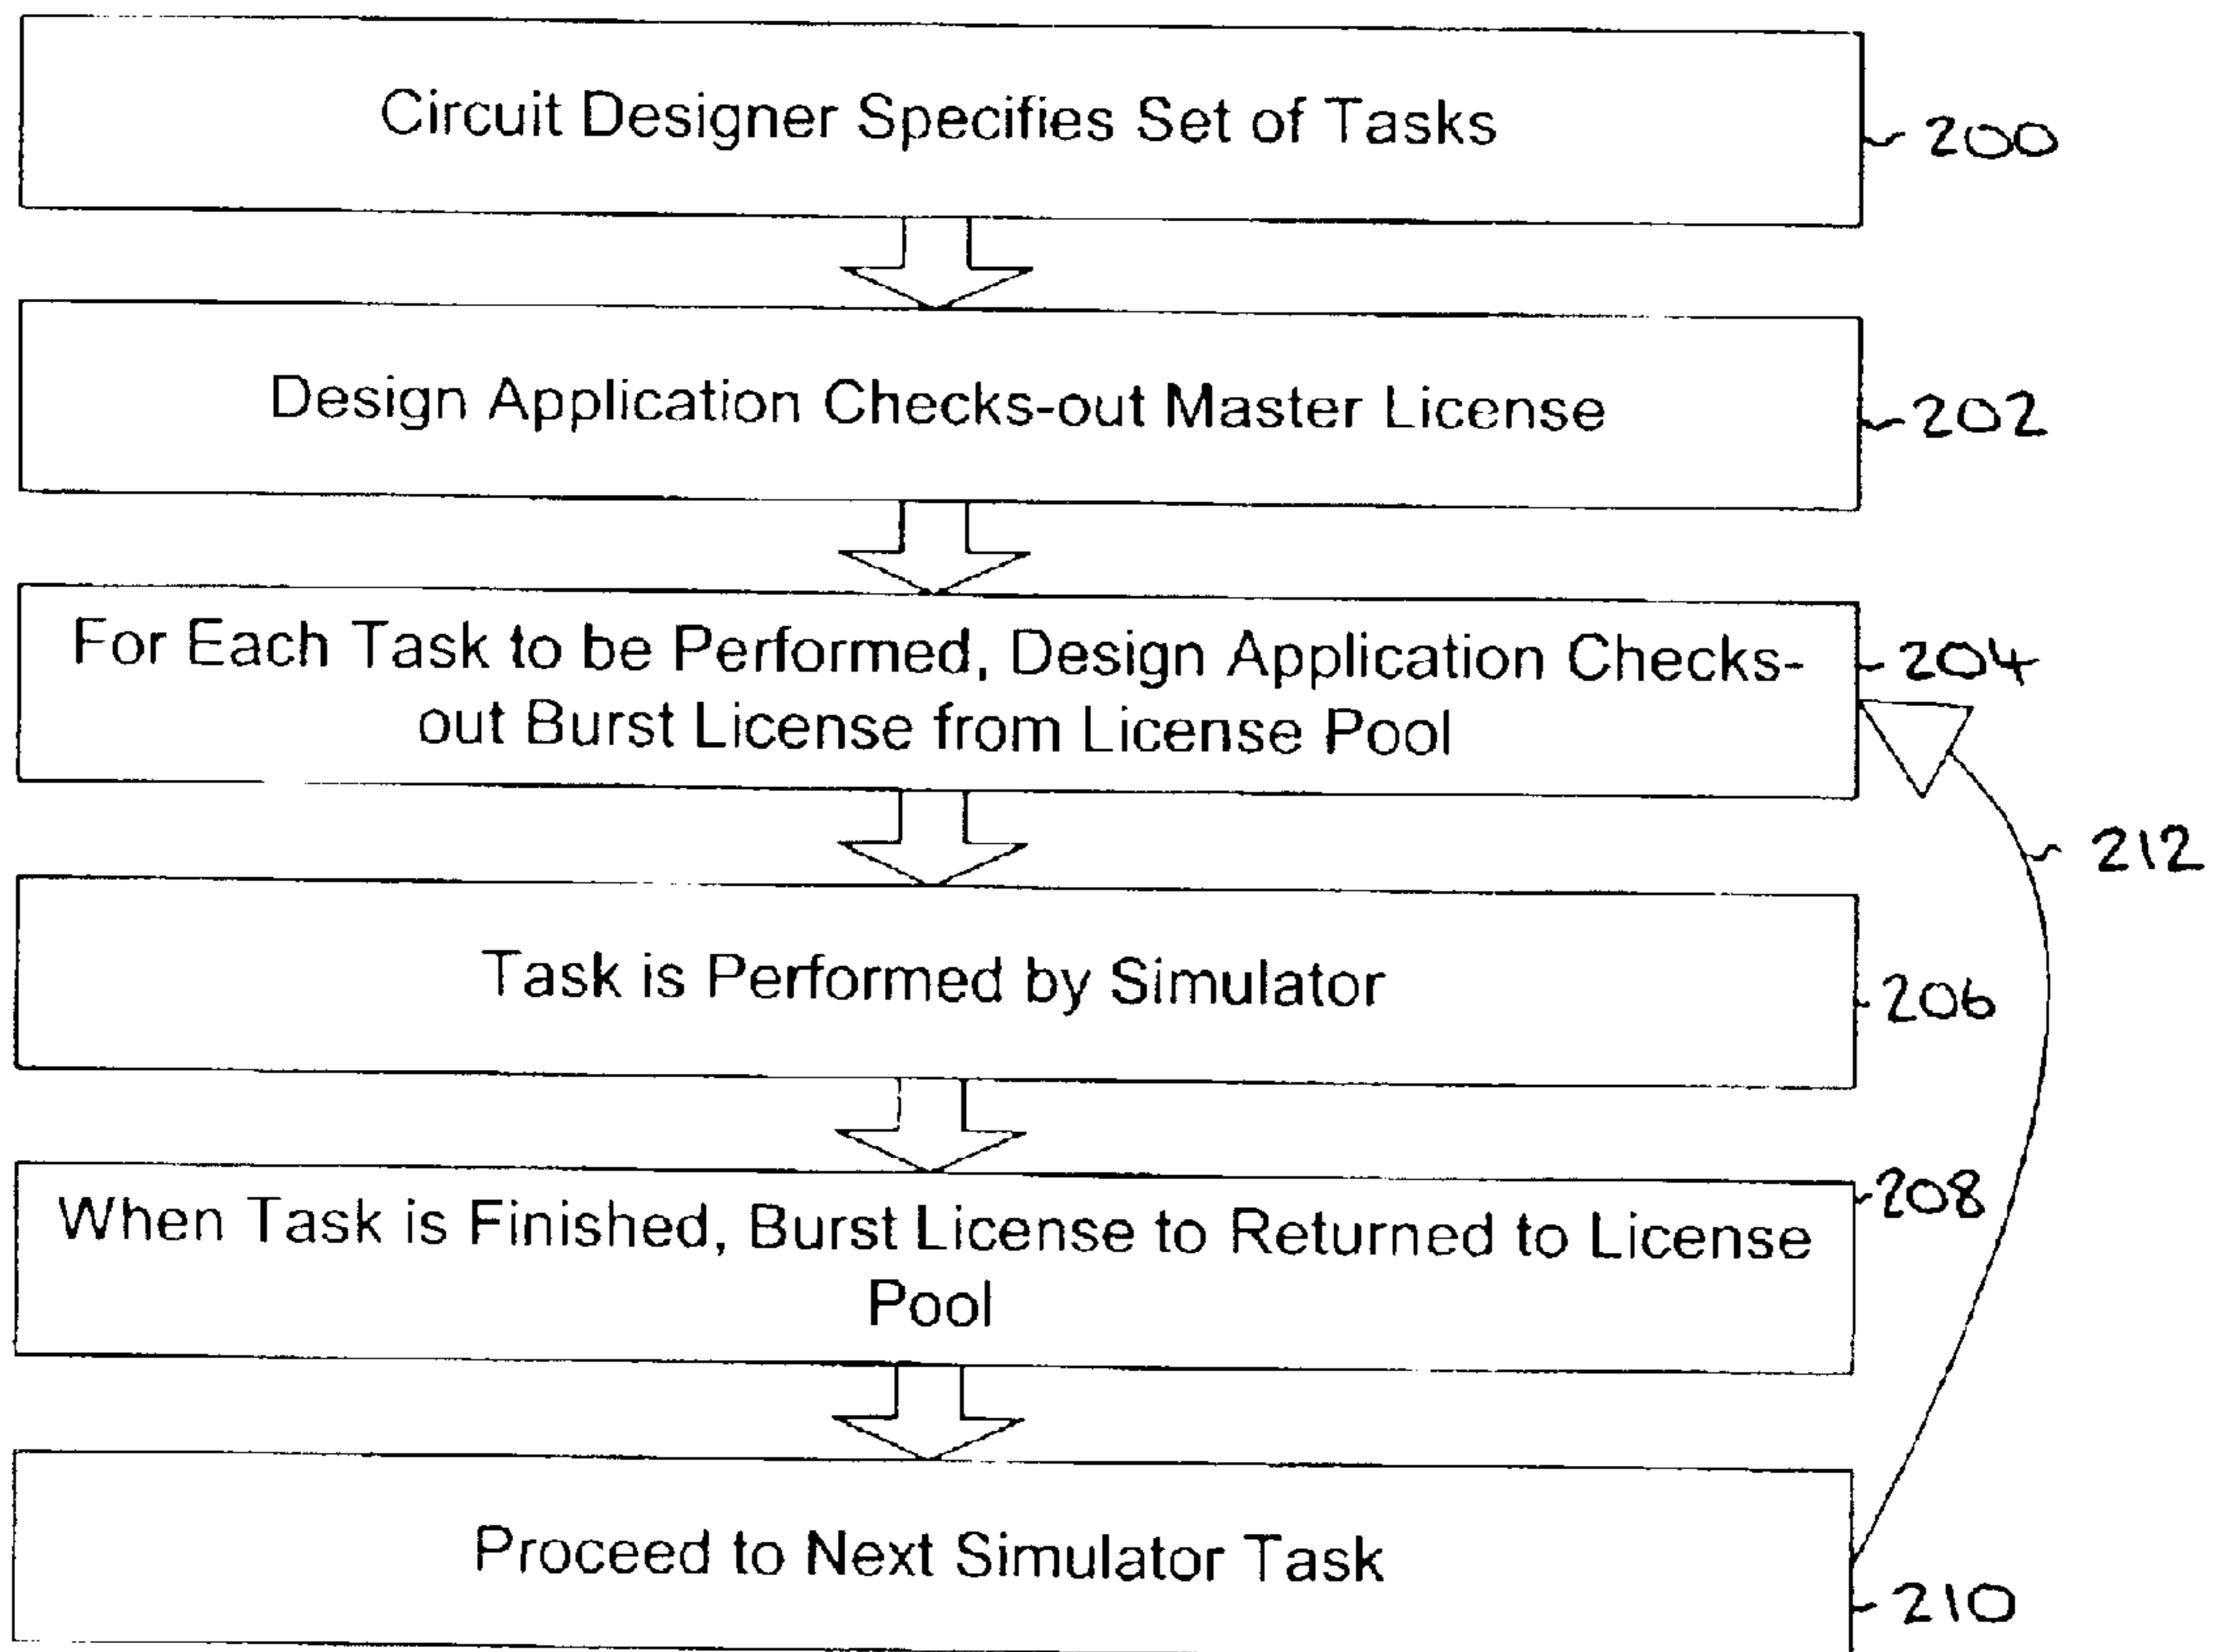 Circuit Designer Specifies Set of Tasks
200
Design Application Checks-out Master License
202
For Each Task to be Performed, Design Application Checks-
out Burst License from License Pool
204
212
Task is Performed by Simulator
206
When Task is Finished, Burst License to Returned to License
Pool
208
Proceed to Next Simulator Task
210